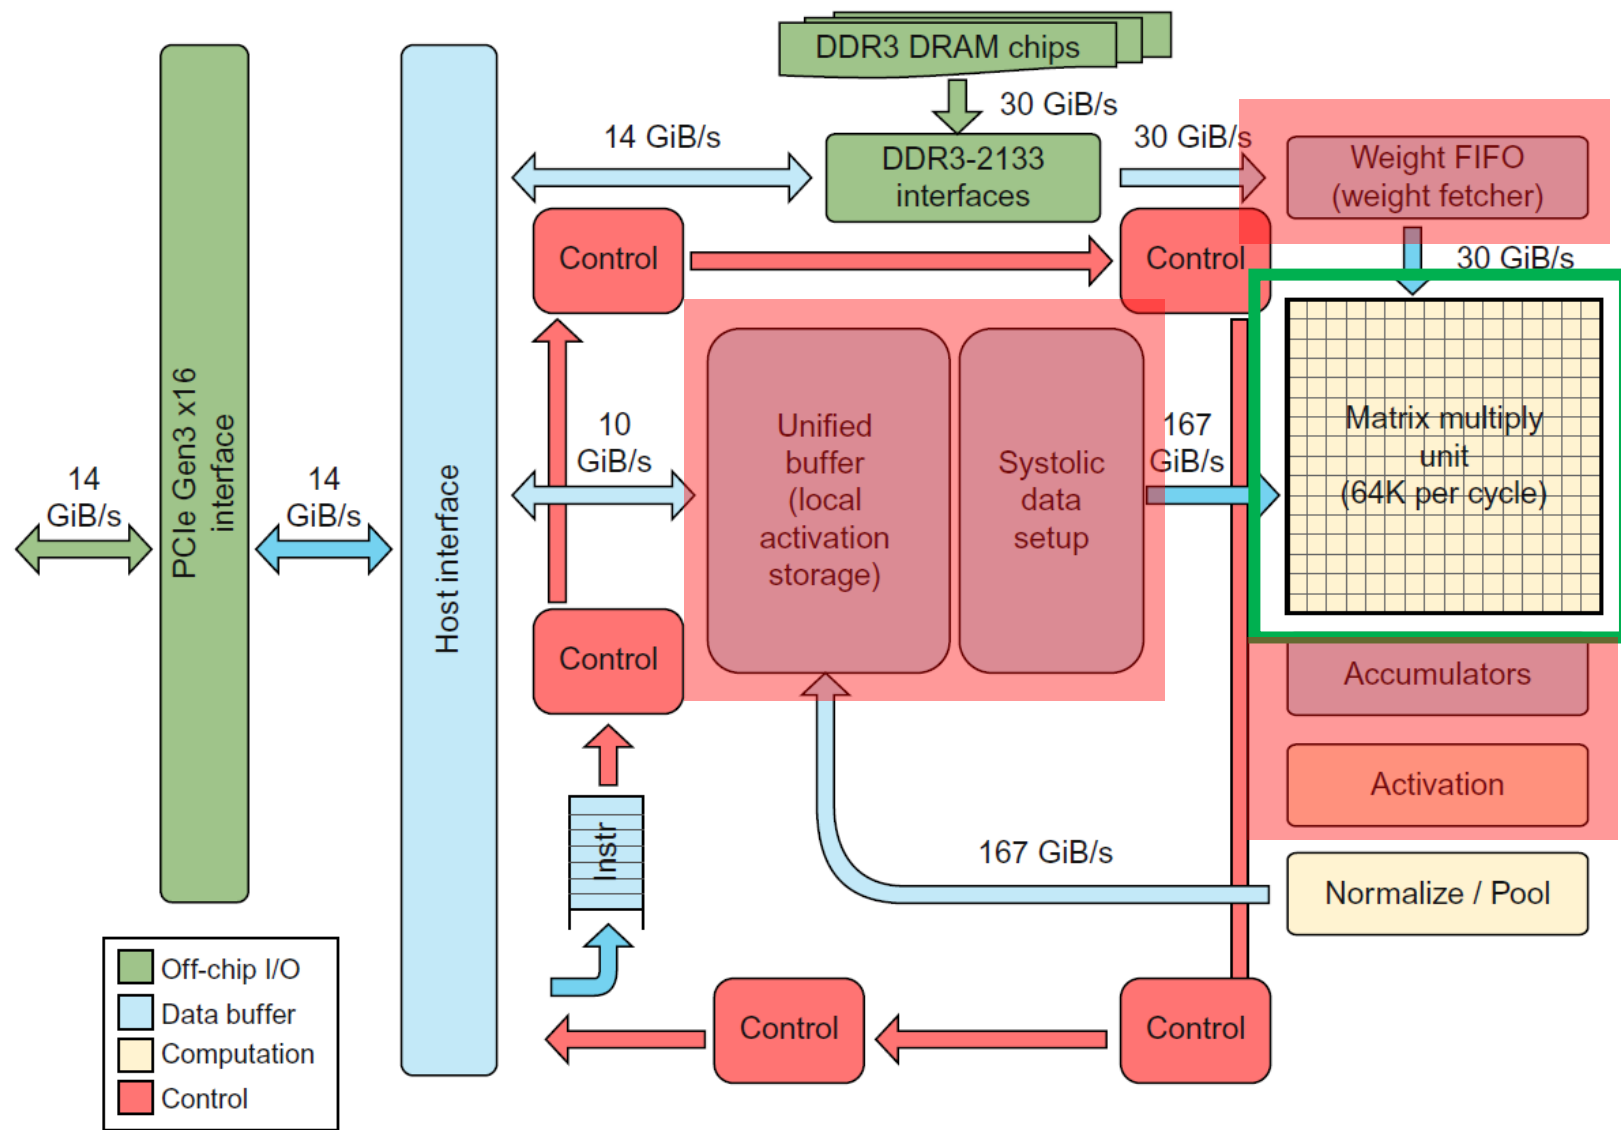 DDR3 DRAM chips
30 GiB/s
14 GiB/s
DDR3-2133
interfaces
30 GiB/s
Weight FIFO
(weight fetcher)
Control
Control
30 GiB/s
PCIe Gen3 x16
interface
Host interface
14
GiB/s
14
GiB/s
10
GiB/s
Unified
buffer
(local
activation
storage)
Systolic
data
setup
167
GiB/s
Matrix multiply
unit
(64K per cycle)
Control
Accumulators
Activation
Instr
167 GiB/s
Normalize / Pool
Off-chip I/O
Data buffer
Computation
Control
Control
Control